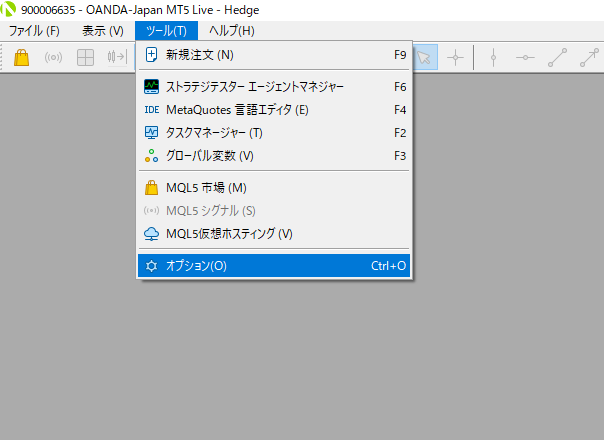 900006635 - OANDA-Japan MT5 Live - Hedge
ファイル (F) 表示 (V) ツール(T) ヘルプ(H)
新規注文 (N) F9
ストラテジテスター エージェントマネジャー F6
IDE MetaQuotes 言語エディタ (E) F4
タスクマネージャー (T) F2
グローバル変数 (V) F3
MQL5 市場 (M)
MQL5 シグナル (S)
MQL5仮想ホスティング (V)
オプション(O) Ctrl+O